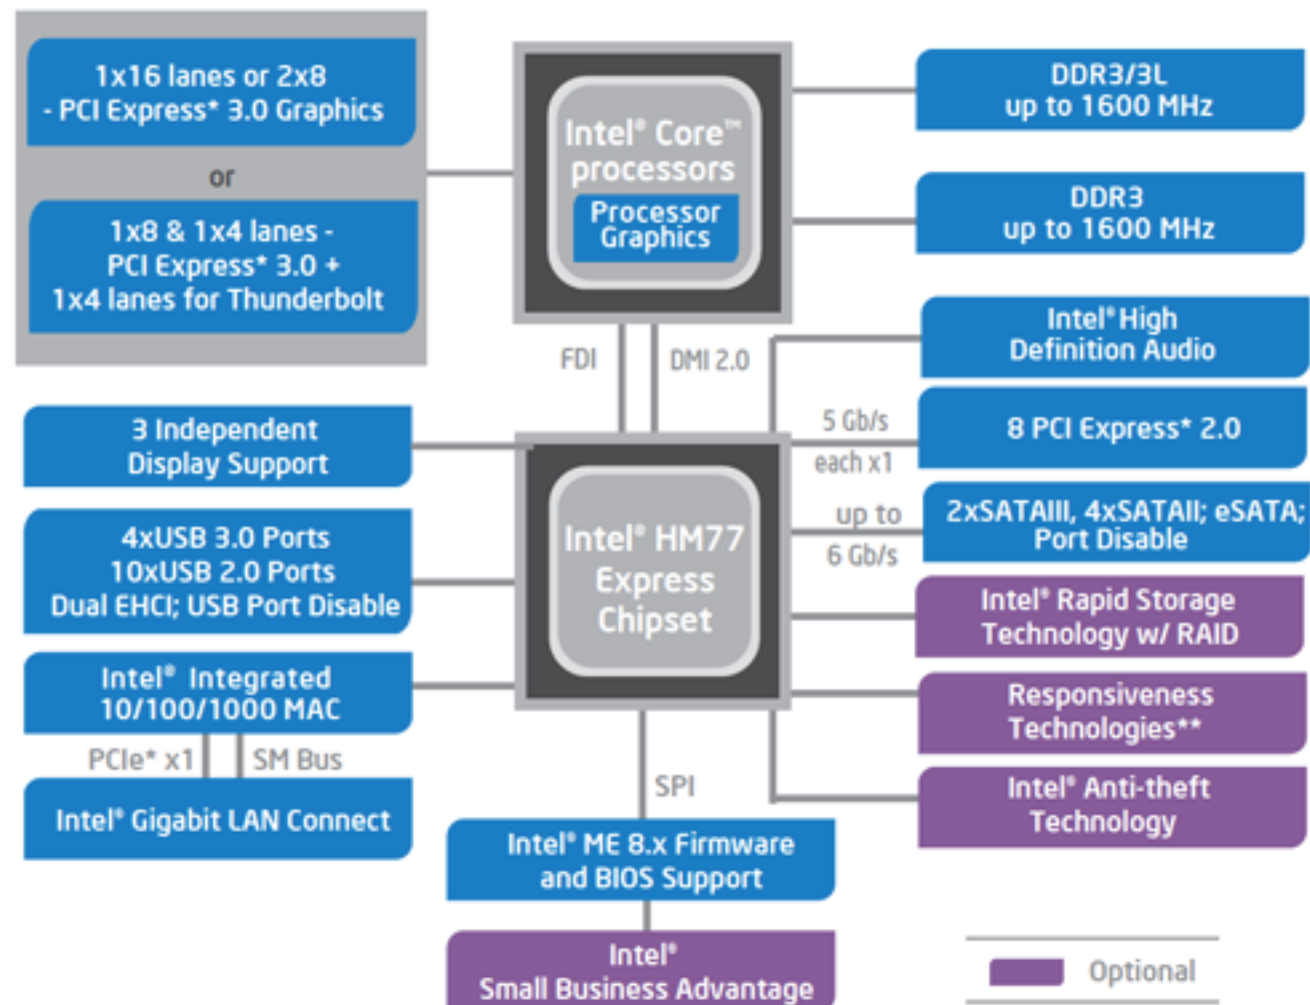 1x16 lanes or 2x8
- PCI Express* 3.0 Graphics
or
1x8 & 1x4 lanes -
PCI Express* 3.0 +
1x4 lanes for Thunderbolt
Intel® Core™
processors
Processor
Graphics
DDR3/3L
up to 1600 MHz
DDR3
up to 1600 MHz
FDI
DMI 2.0
Intel® High
Definition Audio
5 Gb/s
each x1
8 PCI Express* 2.0
up to
6 Gb/s
2xSATAIII, 4xSATAII; eSATA;
Port Disable
3 Independent
Display Support
4xUSB 3.0 Ports
10xUSB 2.0 Ports
Dual EHCI; USB Port Disable
Intel® HM77
Express
Chipset
Intel® Rapid Storage
Technology w/ RAID
Intel® Integrated
10/100/1000 MAC
Responsiveness
Technologies**
PCIe* x1
SM Bus
Intel® Gigabit LAN Connect
SPI
Intel® Anti-theft
Technology
Intel® ME 8.x Firmware
and BIOS Support
Intel®
Small Business Advantage
Optional